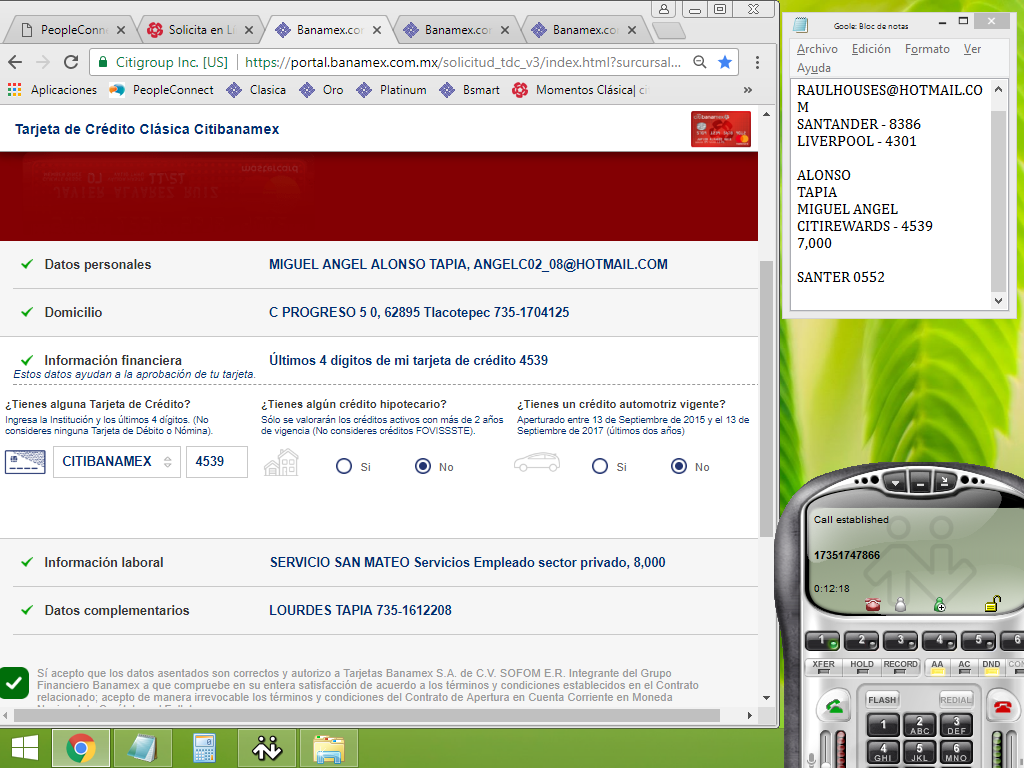 PeopleConn
Solicita en Lí
Banamex.co
Banamex.co
Banamex.co
Citigroup Inc. [US]
https://portal.banamex.com.mx/solicitud_tdc_v3/index.html?surcursal...
Aplicaciones
PeopleConnect
Clasica
Oro
Platinum
Bsmart
Momentos Clásica| ci
»
Tarjeta de Crédito Clásica Citibanamex
Datos personales
MIGUEL ANGEL ALONSO TAPIA, ANGELC02_08@HOTMAIL.COM
Domicilio
C PROGRESO 5 0, 62895 Tlacotepec 735-1704125
Información financiera
Últimos 4 dígitos de mi tarjeta de crédito 4539
Estos datos ayudan a la aprobación de tu tarjeta.
¿Tienes alguna Tarjeta de Crédito?
Ingresa la Institución y los últimos 4 dígitos. (No
consideres ninguna Tarjeta de Débito o Nómina).
CITIBANAMEX
4539
¿Tienes algún crédito hipotecario?
Sólo se valorarán los créditos activos con más de 2 años
de vigencia (No consideres créditos FOVISSSTE).
Si
No
¿Tienes un crédito automotriz vigente?
Aperturado entre 13 de Septiembre de 2015 y el 13 de
Septiembre de 2017 (últimos dos años)
Si
No
Información laboral
SERVICIO SAN MATEO Servicios Empleado sector privado, 8,000
Datos complementarios
LOURDES TAPIA 735-1612208
Sí acepto que los datos asentados son correctos y autorizo a Tarjetas Banamex S.A. de C.V. SOFOM E.R. Integrante del Grupo
Financiero Banamex a que compruebe en su entera satisfacción de acuerdo a los términos y condiciones establecidos en el Contrato
relacionado; acepto de manera irrevocable los términos y condiciones del Contrato de Apertura en Cuenta Corriente en Moneda
Goole: Bloc de notas
Archivo
Edición
Formato
Ver
Ayuda
RAULHOUSES@HOTMAIL.CO
M
SANTANDER - 8386
LIVERPOOL - 4301
ALONSO
TAPIA
MIGUEL ANGEL
CITIREWARDS - 4539
7,000
SANTER 0552
Call established
17351747866
0:12:18
1
2
3
4
5
6
XFER
HOLD
RECORD
AA
AC
DND
CON
FLASH
REDIAL
1
2 ABC
3 DEF
4 GHI
5 JKL
6 MNO